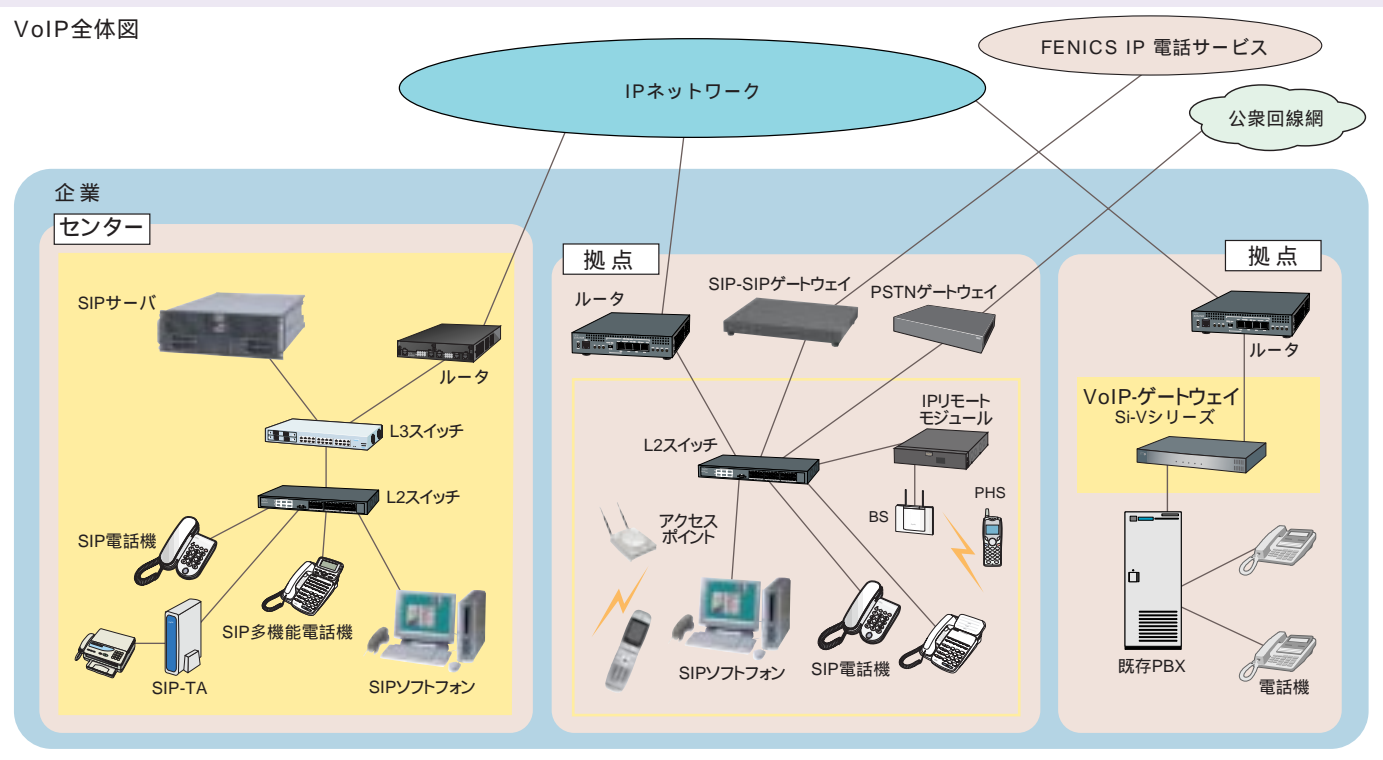 VoIP全体図
FENICS IP 電話サービス
IPネットワーク
公衆回線網
企業
センター
SIPサーバ
ルータ
L3スイッチ
L2スイッチ
SIP電話機
SIP多機能電話機
SIP-TA
SIPソフトフォン
拠点
ルータ
SIP-SIPゲートウェイ
PSTNゲートウェイ
L2スイッチ
IPリモート
モジュール
BS
PHS
アクセス
ポイント
SIPソフトフォン
SIP電話機
拠点
ルータ
VoIP-ゲートウェイ
Si-Vシリーズ
既存PBX
電話機